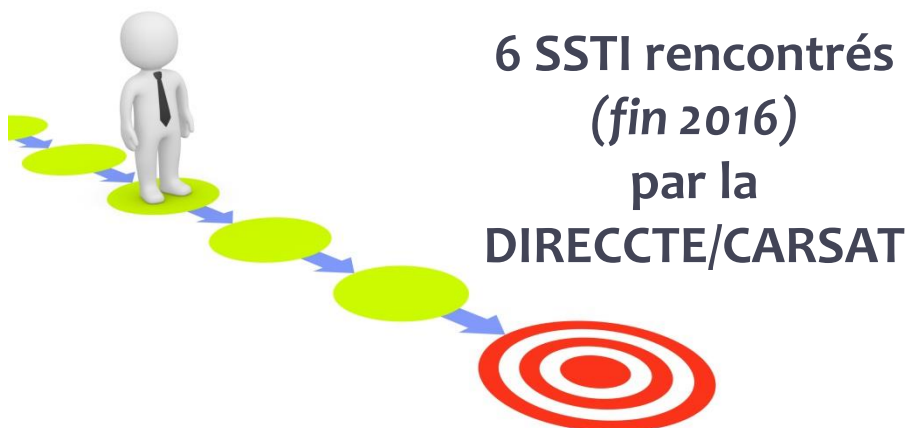 6 SSTI rencontrés
(fin 2016)
par la
DIRECCTE/CARSAT